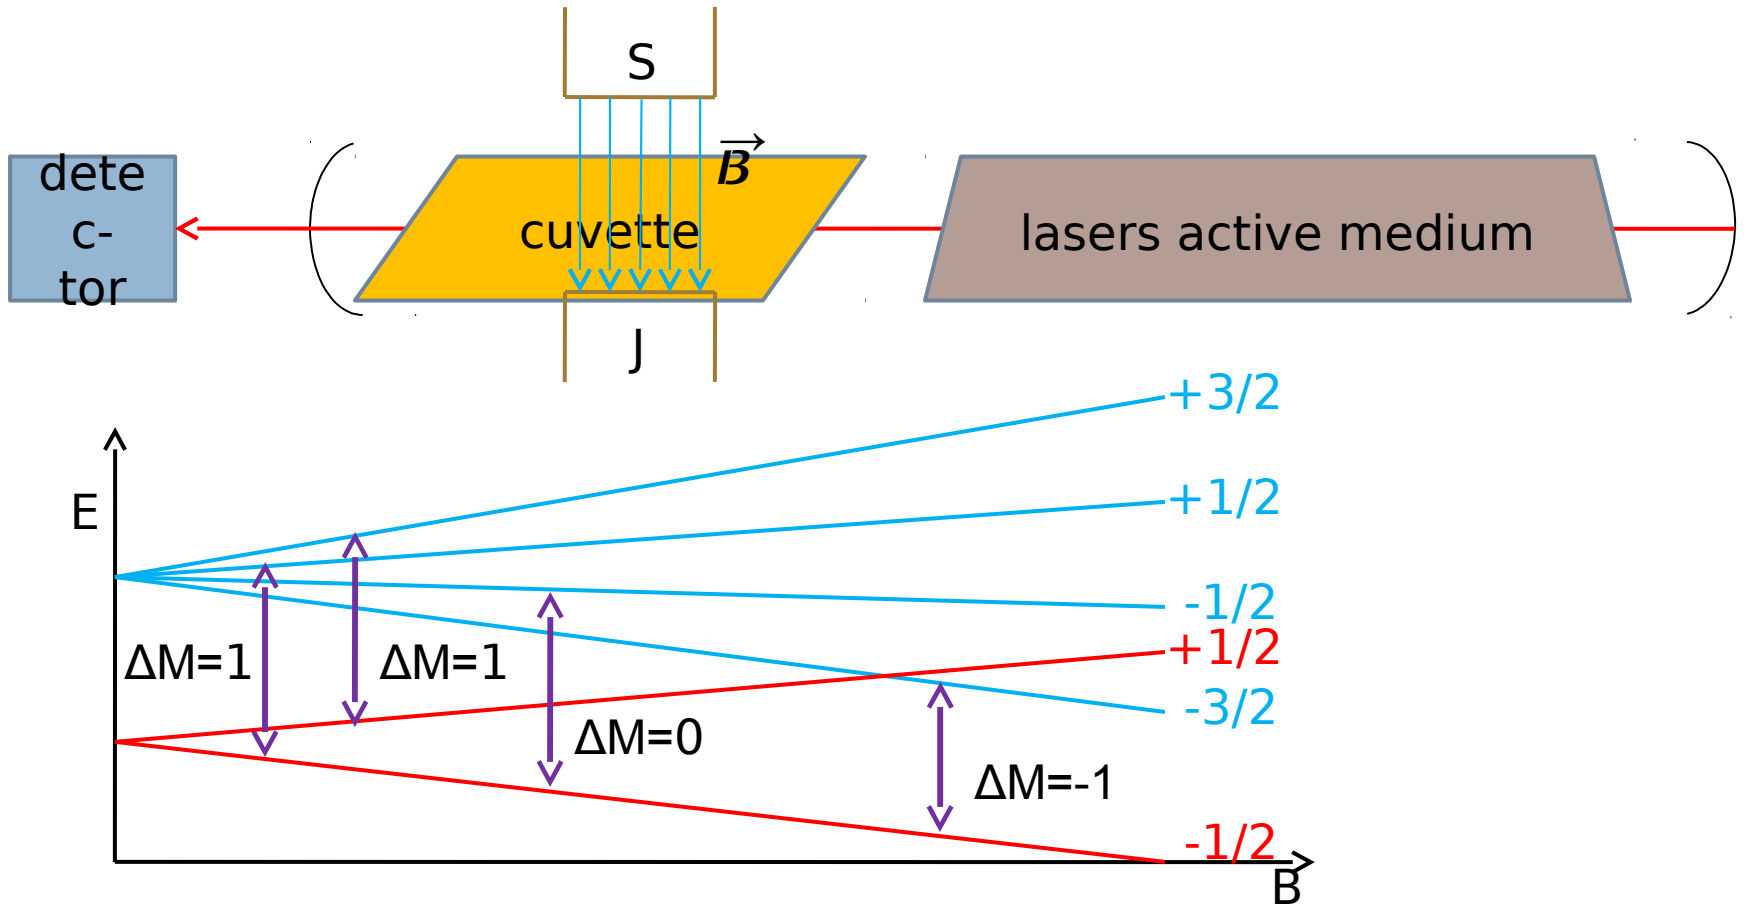 S
B
dete
c-
tor
cuvette
lasers active medium
J
+3/2
E
+1/2
-1/2
+1/2
ΔM=1
ΔM=1
-3/2
ΔM=0
ΔM=-1
-1/2
B